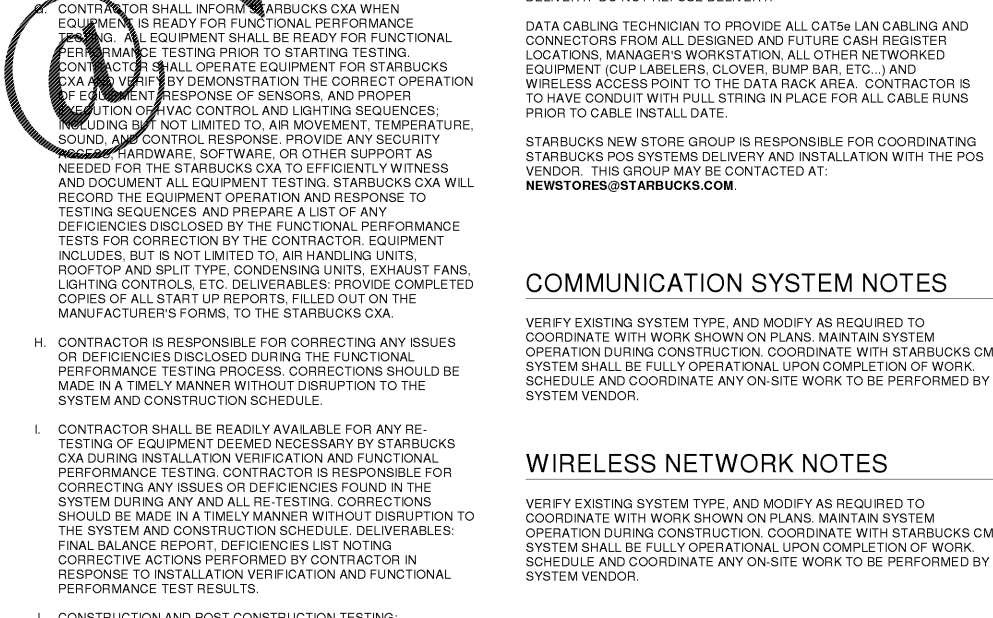 G. CONTRACTOR SHALL INFORM STARBUCKS CXA WHEN
EQUIPMENT IS READY FOR FUNCTIONAL PERFORMANCE
TESTING. ALL EQUIPMENT SHALL BE READY FOR FUNCTIONAL
PERFORMANCE TESTING PRIOR TO STARTING TESTING.
CONTRACTOR SHALL OPERATE EQUIPMENT FOR STARBUCKS
CXA AND VERIFY BY DEMONSTRATION THE CORRECT OPERATION
OF EQUIPMENT, RESPONSE OF SENSORS, AND PROPER
EXECUTION OF HVAC CONTROL AND LIGHTING SEQUENCES;
INCLUDING BUT NOT LIMITED TO, AIR MOVEMENT, TEMPERATURE,
SOUND, AND CONTROL RESPONSE. PROVIDE ANY SECURITY
ACCESS, HARDWARE, SOFTWARE, OR OTHER SUPPORT AS
NEEDED FOR THE STARBUCKS CXA TO EFFICIENTLY WITNESS
AND DOCUMENT ALL EQUIPMENT TESTING. STARBUCKS CXA WILL
RECORD THE EQUIPMENT OPERATION AND RESPONSE TO
TESTING SEQUENCES AND PREPARE A LIST OF ANY
DEFICIENCIES DISCLOSED BY THE FUNCTIONAL PERFORMANCE
TESTS FOR CORRECTION BY THE CONTRACTOR. EQUIPMENT
INCLUDES, BUT IS NOT LIMITED TO, AIR HANDLING UNITS,
ROOFTOP AND SPLIT TYPE, CONDENSING UNITS, EXHAUST FANS,
LIGHTING CONTROLS, ETC. DELIVERABLES: PROVIDE COMPLETED
COPIES OF ALL START UP REPORTS, FILLED OUT ON THE
MANUFACTURER'S FORMS, TO THE STARBUCKS CXA.
H. CONTRACTOR IS RESPONSIBLE FOR CORRECTING ANY ISSUES
OR DEFICIENCIES DISCLOSED DURING THE FUNCTIONAL
PERFORMANCE TESTING PROCESS. CORRECTIONS SHOULD BE
MADE IN A TIMELY MANNER WITHOUT DISRUPTION TO THE
SYSTEM AND CONSTRUCTION SCHEDULE.
I. CONTRACTOR SHALL BE READILY AVAILABLE FOR ANY RE-
TESTING OF EQUIPMENT DEEMED NECESSARY BY STARBUCKS
CXA DURING INSTALLATION VERIFICATION AND FUNCTIONAL
PERFORMANCE TESTING. CONTRACTOR IS RESPONSIBLE FOR
CORRECTING ANY ISSUES OR DEFICIENCIES FOUND IN THE
SYSTEM DURING ANY AND ALL RE-TESTING. CORRECTIONS
SHOULD BE MADE IN A TIMELY MANNER WITHOUT DISRUPTION TO
THE SYSTEM AND CONSTRUCTION SCHEDULE. DELIVERABLES:
FINAL BALANCE REPORT, DEFICIENCIES LIST NOTING
CORRECTIVE ACTIONS PERFORMED BY CONTRACTOR IN
RESPONSE TO INSTALLATION VERIFICATION AND FUNCTIONAL
PERFORMANCE TEST RESULTS.
J. CONSTRUCTION AND POST CONSTRUCTION TESTING:
DELIVERY. DO NOT REFUSE DELIVERY.
DATA CABLING TECHNICIAN TO PROVIDE ALL CAT5e LAN CABLING AND
CONNECTORS FROM ALL DESIGNED AND FUTURE CASH REGISTER
LOCATIONS, MANAGER'S WORKSTATION, ALL OTHER NETWORKED
EQUIPMENT (CUP LABELERS, CLOVER, BUMP BAR, ETC...) AND
WIRELESS ACCESS POINT TO THE DATA RACK AREA. CONTRACTOR IS
TO HAVE CONDUIT WITH PULL STRING IN PLACE FOR ALL CABLE RUNS
PRIOR TO CABLE INSTALL DATE.
STARBUCKS NEW STORE GROUP IS RESPONSIBLE FOR COORDINATING
STARBUCKS POS SYSTEMS DELIVERY AND INSTALLATION WITH THE POS
VENDOR. THIS GROUP MAY BE CONTACTED AT:
NEWSTORES@STARBUCKS.COM.
COMMUNICATION SYSTEM NOTES
VERIFY EXISTING SYSTEM TYPE, AND MODIFY AS REQUIRED TO
COORDINATE WITH WORK SHOWN ON PLANS. MAINTAIN SYSTEM
OPERATION DURING CONSTRUCTION. COORDINATE WITH STARBUCKS CM
SYSTEM SHALL BE FULLY OPERATIONAL UPON COMPLETION OF WORK.
SCHEDULE AND COORDINATE ANY ON-SITE WORK TO BE PERFORMED BY
SYSTEM VENDOR.
WIRELESS NETWORK NOTES
VERIFY EXISTING SYSTEM TYPE, AND MODIFY AS REQUIRED TO
COORDINATE WITH WORK SHOWN ON PLANS. MAINTAIN SYSTEM
OPERATION DURING CONSTRUCTION. COORDINATE WITH STARBUCKS CM
SYSTEM SHALL BE FULLY OPERATIONAL UPON COMPLETION OF WORK.
SCHEDULE AND COORDINATE ANY ON-SITE WORK TO BE PERFORMED BY
SYSTEM VENDOR.